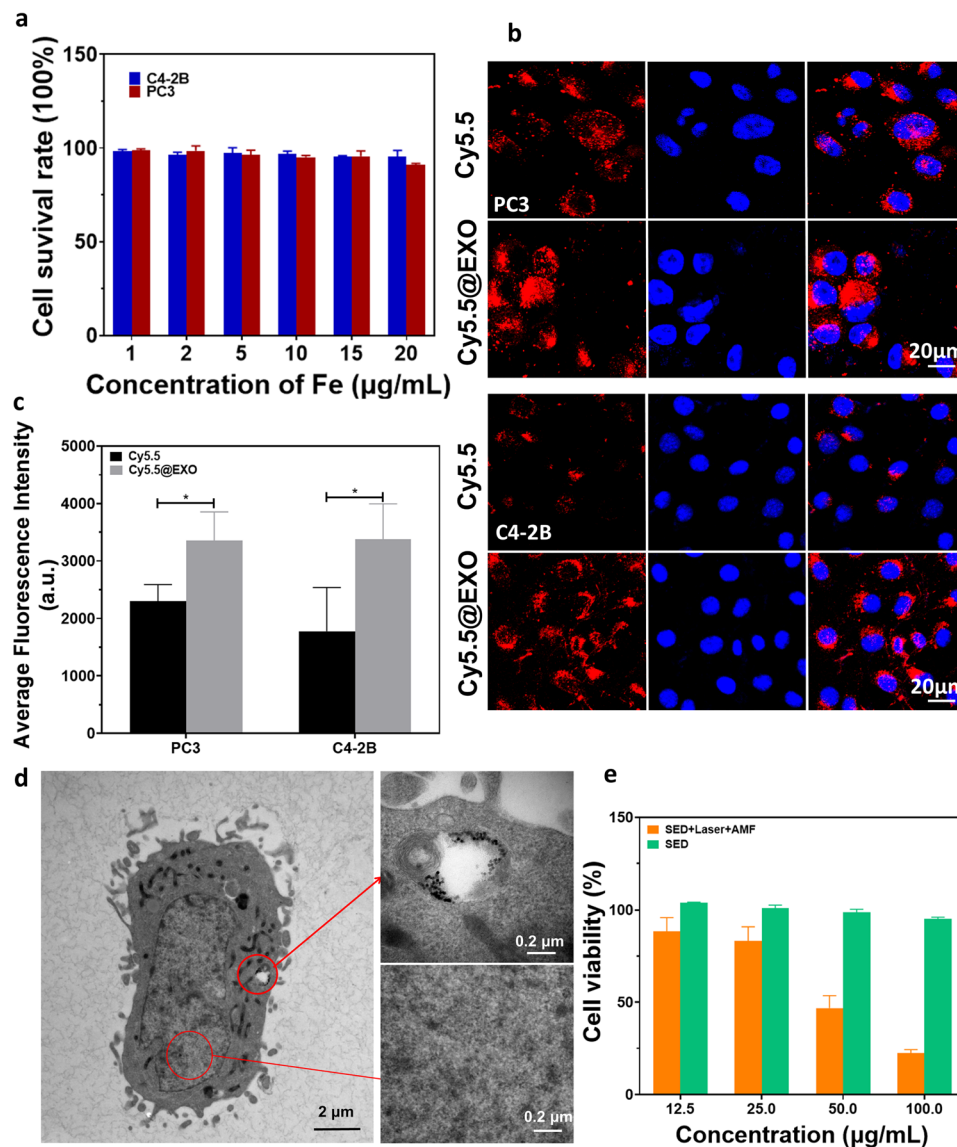 a
150
100
50
0
Cell suvival rate (100%)
C4-2B
PC3
1 2 5 10 15 20
Concentration of Fe (μg/mL)
b
Cy5.5
PC3
Cy5.5@EXO
20μm
Cy5.5
C4-2B
Cy5.5@EXO
20μm
c
5000
4000
3000
2000
1000
0
Average Fluorescence Intensity
(a.u.)
Cy5.5
Cy5.5@EXO
* *
PC3 C4-2B
d
2 μm
0.2 μm
0.2 μm
e
150
100
50
0
Cell viability (%)
SED+Laser+AMF
SED
12.5 25.0 50.0 100.0
Concentration (μg/mL)